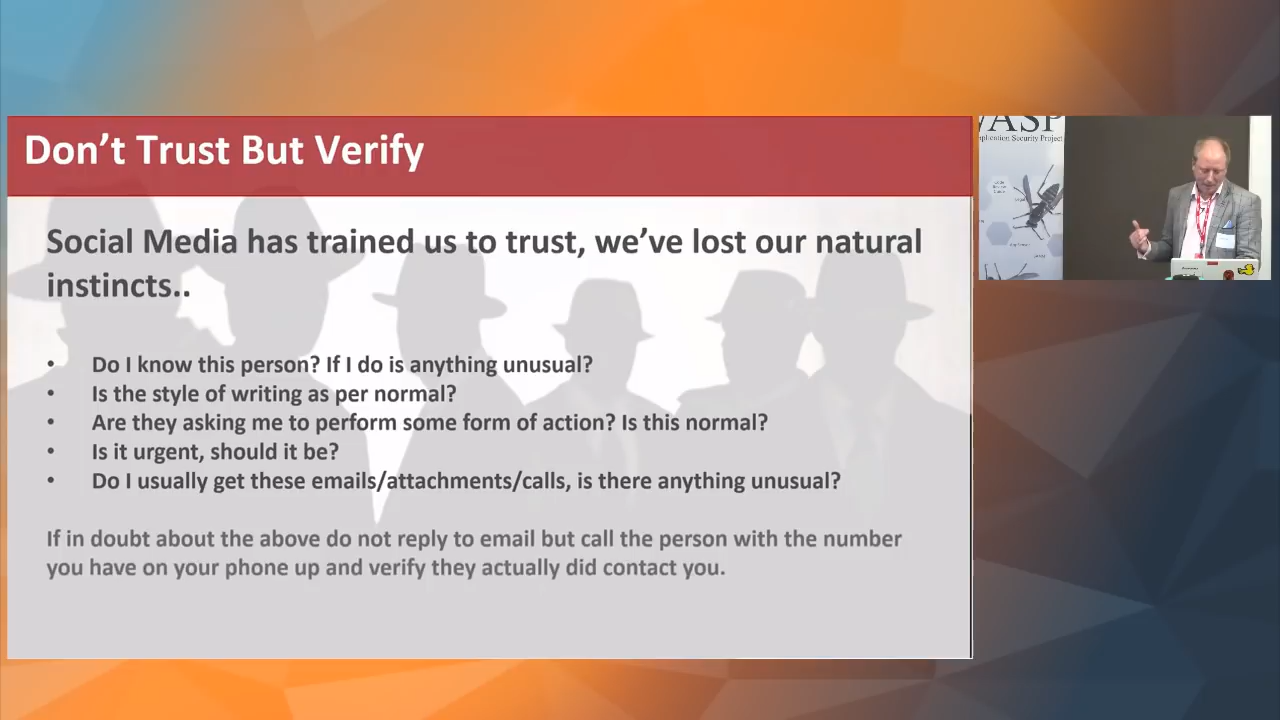 Don't Trust But Verify
Social Media has trained us to trust, we've lost our natural
instincts..
• Do I know this person? If I do is anything unusual?
• Is the style of writing as per normal?
• Are they asking me to perform some form of action? Is this normal?
• Is it urgent, should it be?
• Do I usually get these emails/attachments/calls, is there anything unusual?
If in doubt about the above do not reply to email but call the person with the number
you have on your phone up and verify they actually did contact you.
ASP
plication Security Project